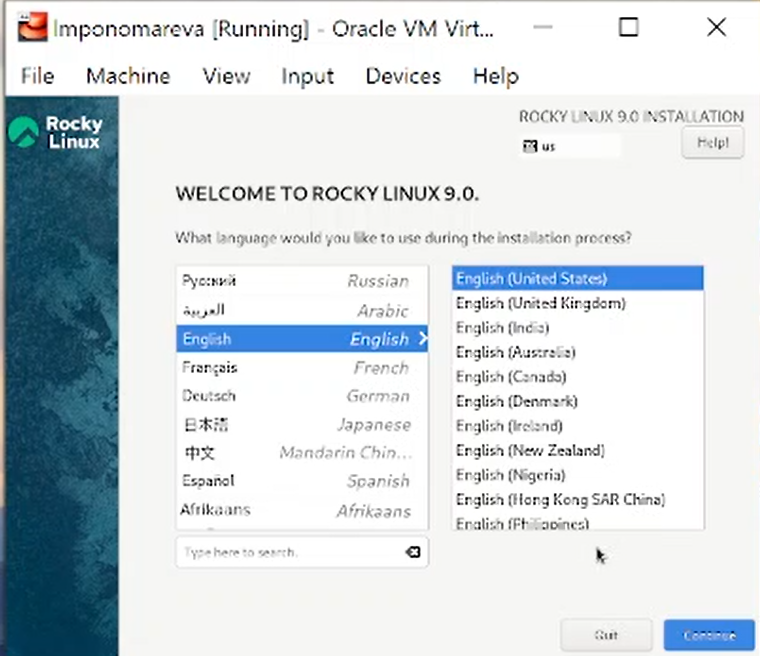 Imponomareva [Running] - Oracle VM Virt...
File Machine View Input Devices Help
Rocky Linux
ROCKY LINUX 9.0 INSTALLATION
us
Help!
WELCOME TO ROCKY LINUX 9.0.
What language would you like to use during the installation process?
Русский Russian
العربية Arabic
English English
Français French
Deutsch German
日本語 Japanese
中文 Mandarin Chin...
Español Spanish
Afrikaans Afrikaans
English (United States)
English (United Kingdom)
English (India)
English (Australia)
English (Canada)
English (Denmark)
English (Ireland)
English (New Zealand)
English (Nigeria)
English (Hong Kong SAR China)
English (Philippines)
Type here to search.
Quit
Continue